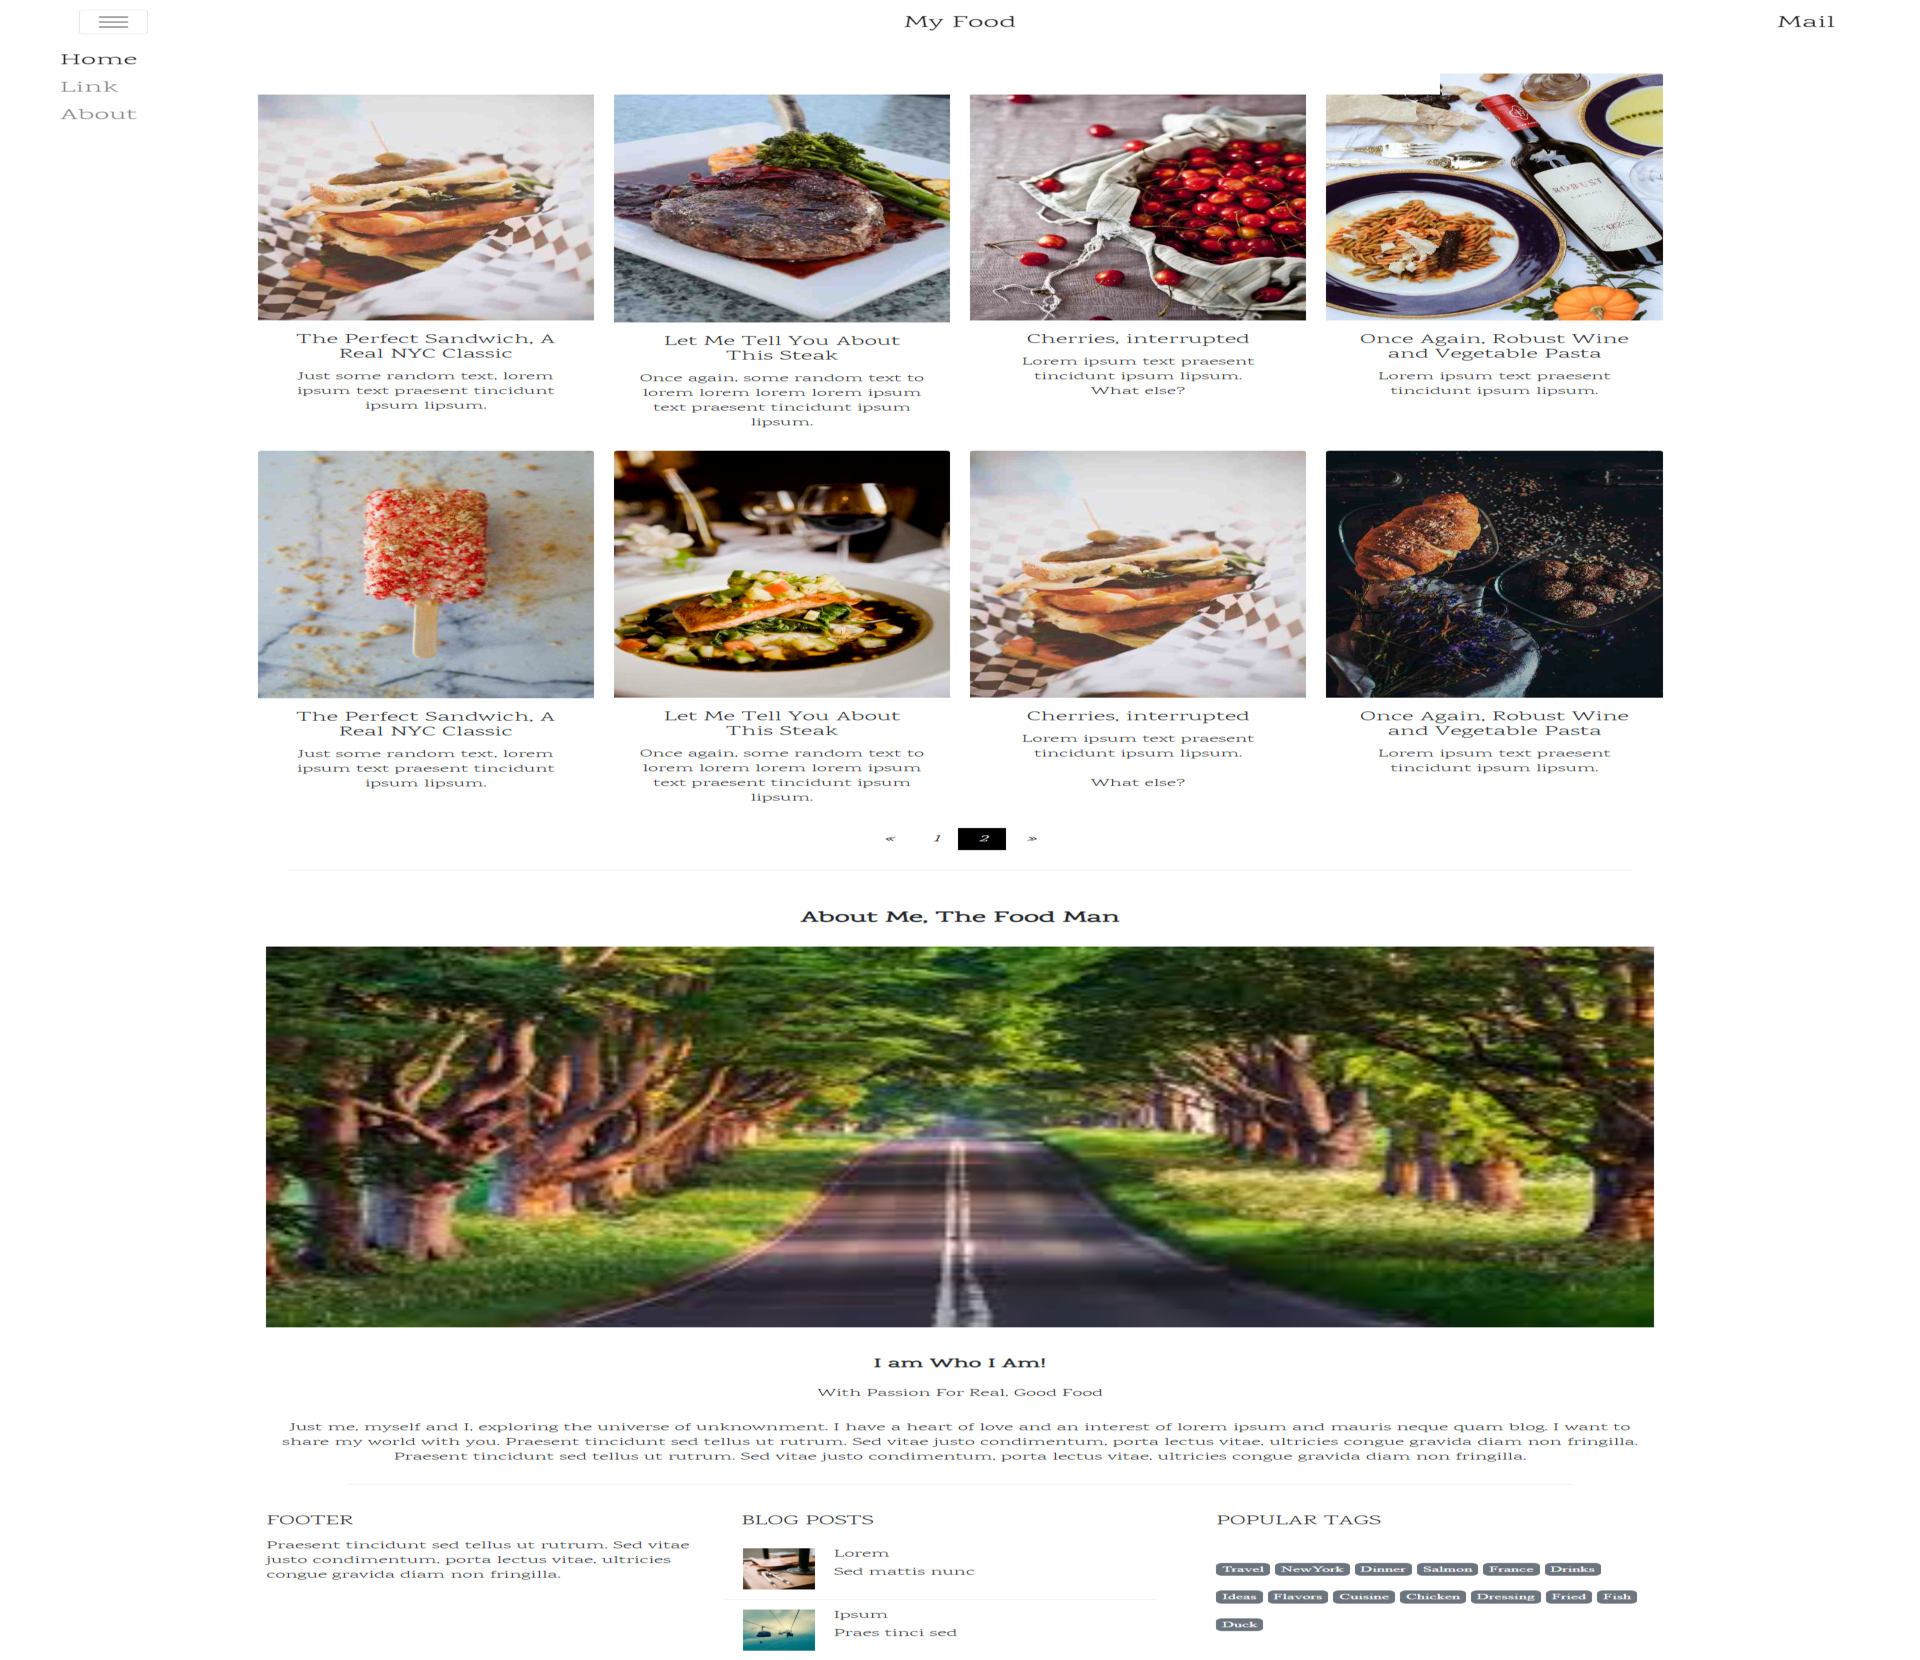 My Food
Mail
Home
Link
About
ROBUST
The Perfect Sandwich, A
Real NYC Classic
Just some random text, lorem
ipsum text praesent tincidunt
ipsum lipsum.
Let Me Tell You About
This Steak
Once again, some random text to
lorem lorem lorem lorem ipsum
text praesent tincidunt ipsum
lipsum.
Cherries, interrupted
Lorem ipsum text praesent
tincidunt ipsum lipsum.
What else?
Once Again, Robust Wine
and Vegetable Pasta
Lorem ipsum text praesent
tincidunt ipsum lipsum.
The Perfect Sandwich, A
Real NYC Classic
Just some random text, lorem
ipsum text praesent tincidunt
ipsum lipsum.
Let Me Tell You About
This Steak
Once again, some random text to
lorem lorem lorem lorem ipsum
text praesent tincidunt ipsum
lipsum.
Cherries, interrupted
Lorem ipsum text praesent
tincidunt ipsum lipsum.
What else?
Once Again, Robust Wine
and Vegetable Pasta
Lorem ipsum text praesent
tincidunt ipsum lipsum.
« 1 2 »
About Me, The Food Man
I am Who I Am!
With Passion For Real, Good Food
Just me, myself and I, exploring the universe of unknownment. I have a heart of love and an interest of lorem ipsum and mauris neque quam blog. I want to
share my world with you. Praesent tincidunt sed tellus ut rutrum. Sed vitae justo condimentum, porta lectus vitae, ultricies congue gravida diam non fringilla.
Praesent tincidunt sed tellus ut rutrum. Sed vitae justo condimentum, porta lectus vitae, ultricies congue gravida diam non fringilla.
FOOTER
Praesent tincidunt sed tellus ut rutrum. Sed vitae
justo condimentum, porta lectus vitae, ultricies
congue gravida diam non fringilla.
BLOG POSTS
Lorem
Sed mattis nunc
Ipsum
Praes tinci sed
POPULAR TAGS
Travel NewYork Dinner Salmon France Drinks
Ideas Flavors Cuisine Chicken Dressing Fried Fish
Duck